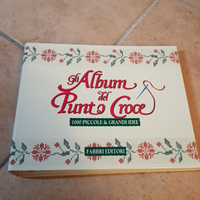 Gli Album
del
Punto Croce
1000 PICCOLE & GRANDI IDEE
FABBRI EDITORI